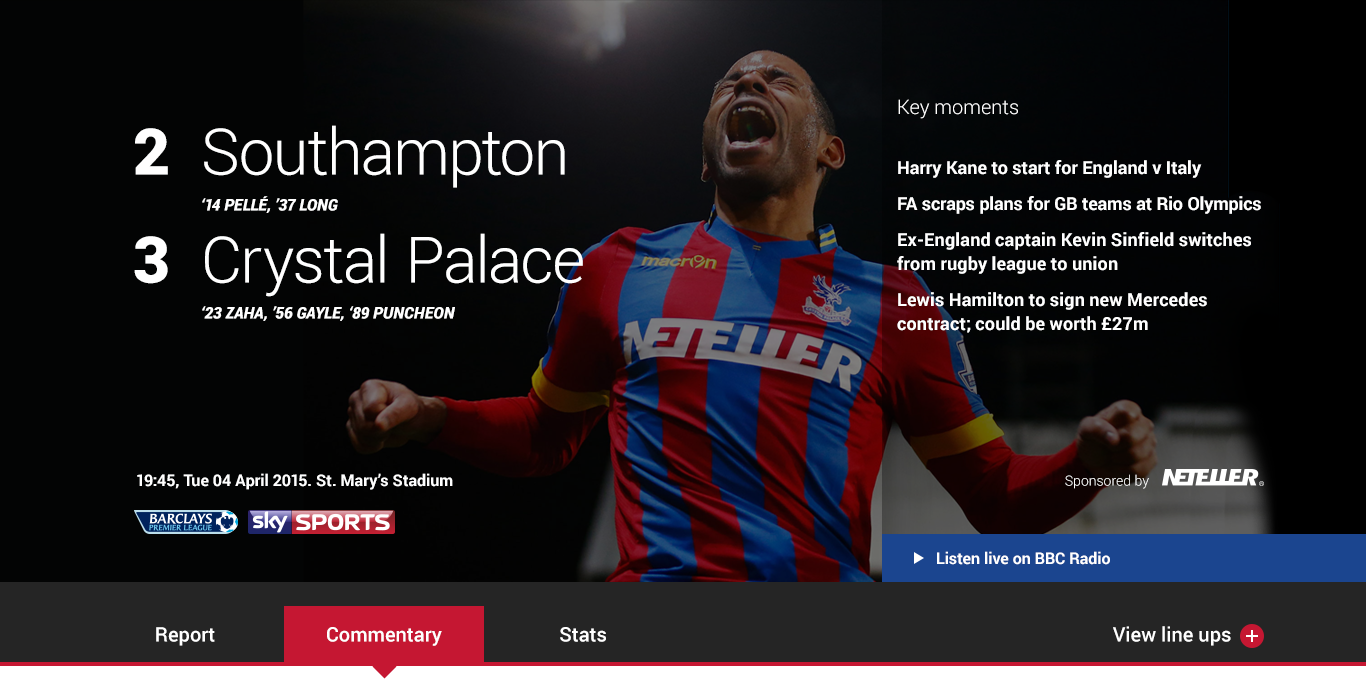 2 Southampton
‘14 PELLÉ, ’37 LONG
3 Crystal Palace
‘23 ZAHA, ’56 GAYLE, ‘89 PUNCHEON
19:45, Tue 04 April 2015. St. Mary’s Stadium
BARCLAYS
PREMIER LEAGUE
sky SPORTS
macron
NETELLER
Key moments
Harry Kane to start for England v Italy
FA scraps plans for GB teams at Rio Olympics
Ex-England captain Kevin Sinfield switches
from rugby league to union
Lewis Hamilton to sign new Mercedes
contract; could be worth £27m
Sponsored by NETELLER®
Listen live on BBC Radio
Report
Commentary
Stats
View line ups